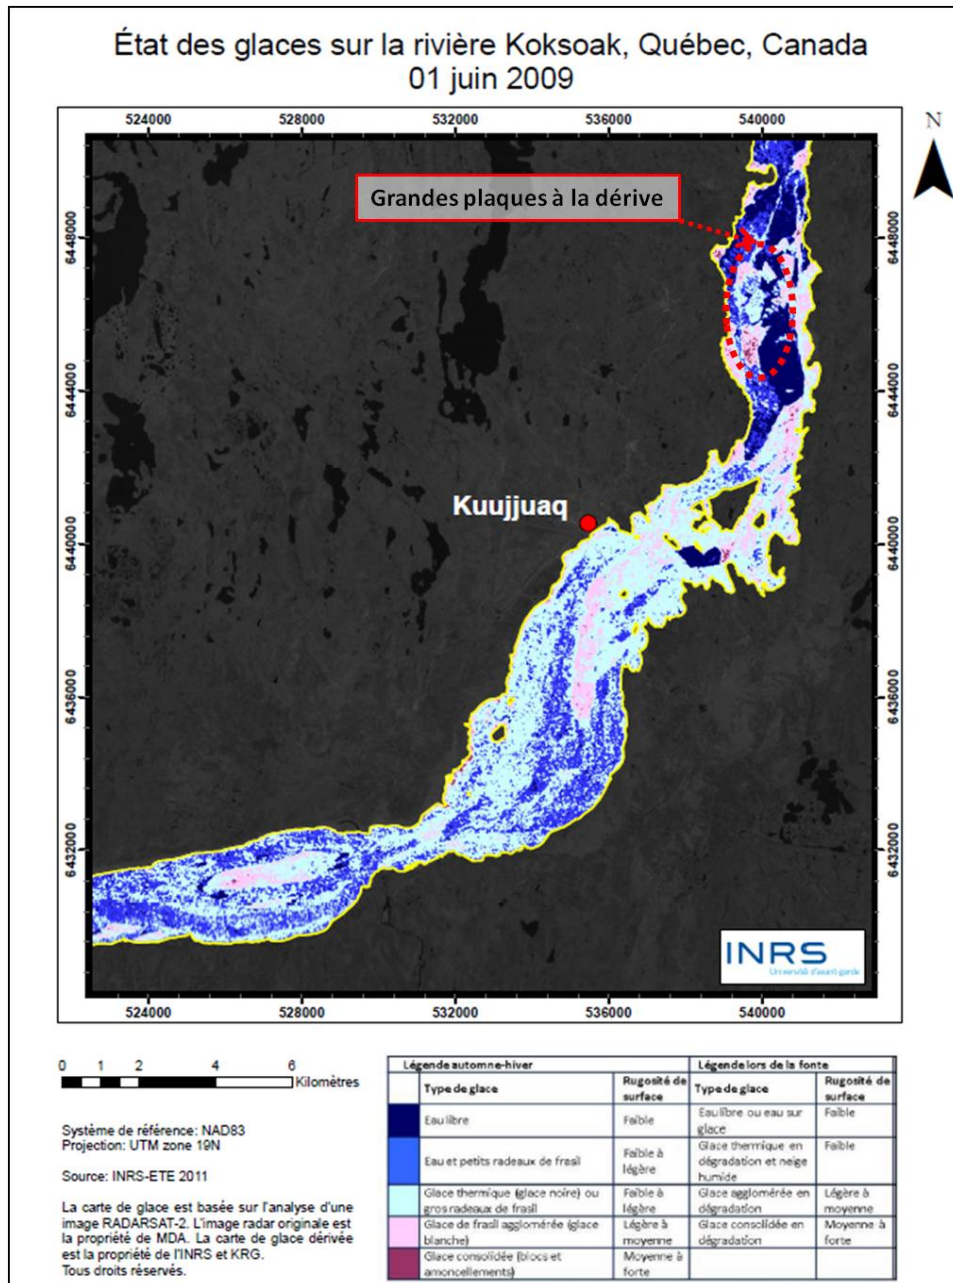 État des glaces sur la rivière Koksoak, Québec, Canada
01 juin 2009
524000 528000 532000 536000 540000
N
Grandes plaques à la dérive
6448000 6448000
6444000 6444000
Kuujjuaq
6440000 6440000
6436000 6436000
6432000 6432000
INRS
Université d'avant-garde
524000 528000 532000 536000 540000
0 1 2 4 6
Kilomètres
Système de référence: NAD83
Projection: UTM zone 19N
Source: INRS-ETE 2011
La carte de glace est basée sur l'analyse d'une
image RADARSAT-2. L'image radar originale est
la propriété de MDA. La carte de glace dérivée
est la propriété de l'INRS et KRG.
Tous droits réservés.
Légende automne-hiver Légende lors de la fonte
Type de glace Rugosité de surface Type de glace Rugosité de surface
Eau libre Faible Eau libre ou eau sur glace Faible
Eau et petits radeaux de frasil Faible à légère Glace thermique en dégradation et neige humide Faible
Glace thermique (glace noire) ou gros radeaux de frasil Faible à légère Glace agglomérée en dégradation Légère à moyenne
Glace de frasil agglomérée (glace blanche) Légère à moyenne Glace consolidée en dégradation Moyenne à forte
Glace consolidée (blocs et amoncellements) Moyenne à forte